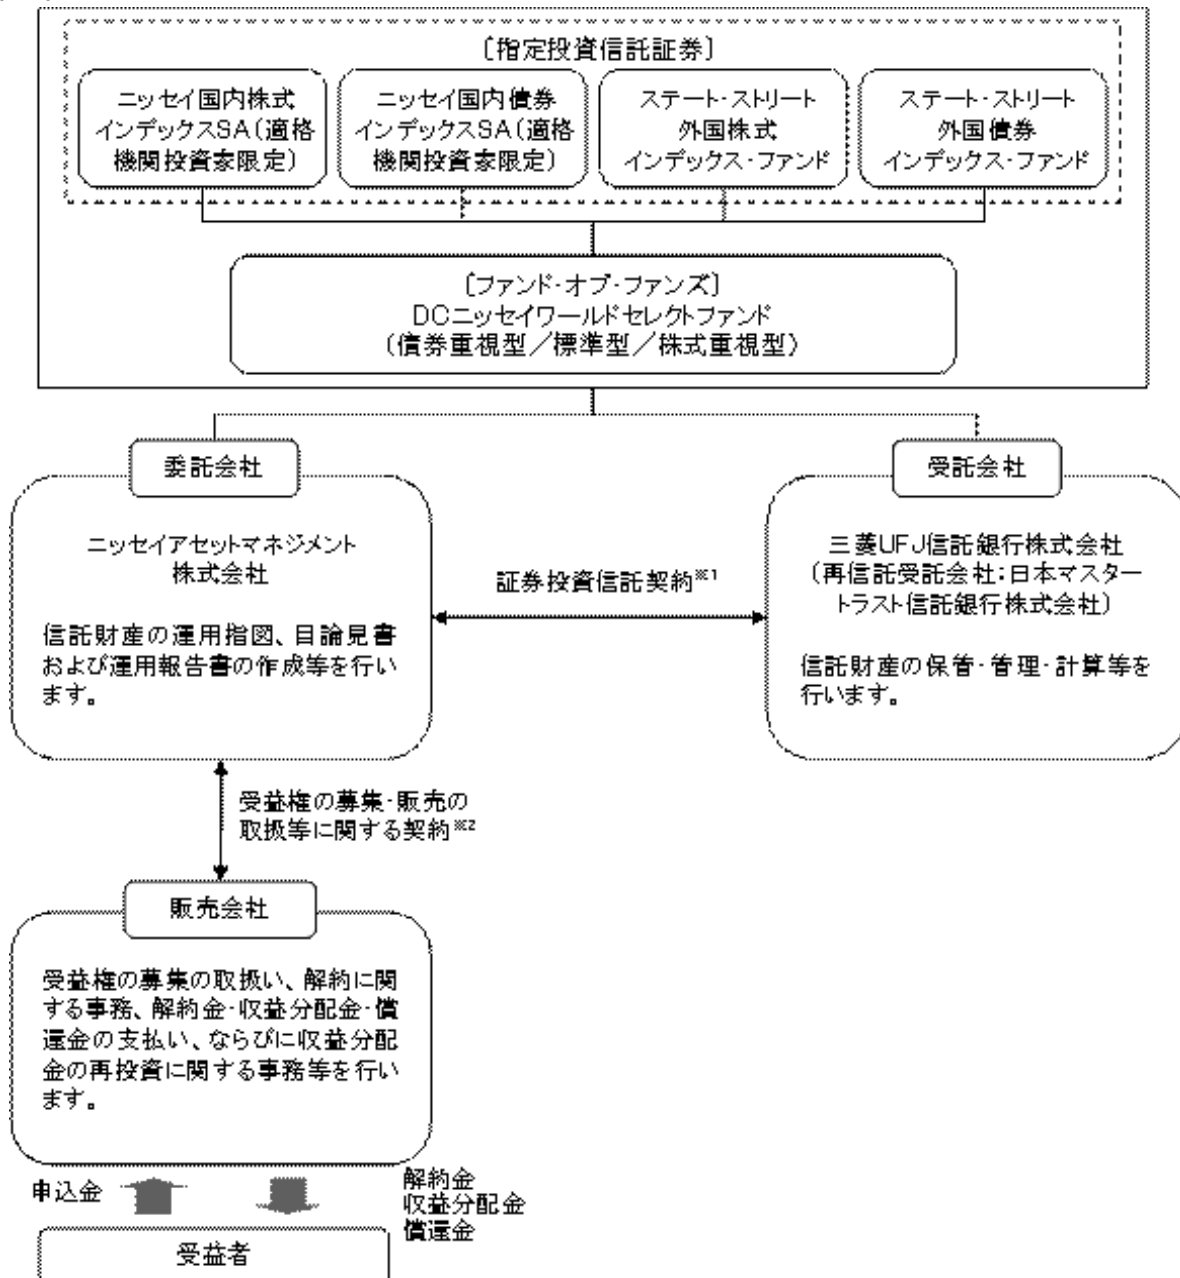 〔指定投資信託証券〕
ニッセイ国内株式
インデックスSA(適格
機関投資家限定)
ニッセイ国内債券
インデックスSA(適格
機関投資家限定)
ステート・ストリート
外国株式
インデックス・ファンド
ステート・ストリート
外国債券
インデックス・ファンド
〔ファンド・オブ・ファンズ〕
DCニッセイワールドセレクトファンド
(債券重視型/標準型/株式重視型)
委託会社
ニッセイアセットマネジメント
株式会社
信託財産の運用指図、目論見書
および運用報告書の作成等を行い
ます。
証券投資信託契約※1
受託会社
三菱UFJ信託銀行株式会社
(再信託受託会社:日本マスター
トラスト信託銀行株式会社)
信託財産の保管・管理・計算等を
行います。
受益権の募集・販売の
取扱等に関する契約※2
販売会社
受益権の募集の取扱い、解約に関
する事務、解約金・収益分配金・償
還金の支払い、ならびに収益分配
金の再投資に関する事務等を行い
ます。
申込金
解約金
収益分配金
償還金
受益者